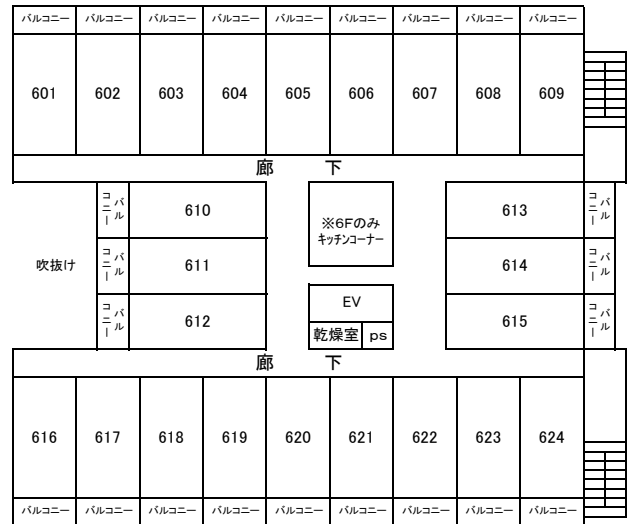 バルコニー バルコニー バルコニー バルコニー バルコニー バルコニー バルコニー バルコニー バルコニー
601 602 603 604 605 606 607 608 609
廊 下
バルコニー 610
※6Fのみ
キッチンコーナー
613 バルコニー
吹抜け バルコニー 611
614 バルコニー
バルコニー 612
EV
乾燥室 ps
615 バルコニー
廊 下
616 617 618 619 620 621 622 623 624
バルコニー バルコニー バルコニー バルコニー バルコニー バルコニー バルコニー バルコニー バルコニー